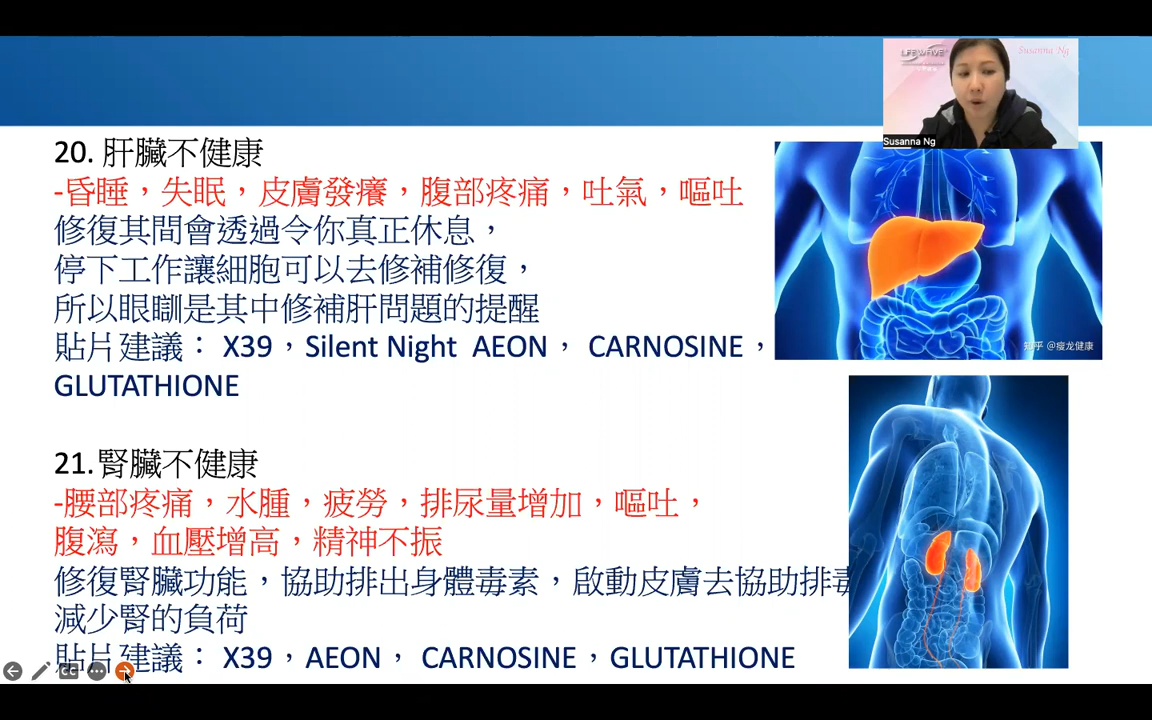 LIFEWAVE
Susanna Ng
Susanna Ng
20. 肝臟不健康
-昏睡，失眠，皮膚發癢，腹部疼痛，吐氣，嘔吐
修復其間會透過令你真正休息，
停下工作讓細胞可以去修補修復，
所以眼瞓是其中修補肝問題的提醒
貼片建議： X39，Silent Night AEON， CARNOSINE，
GLUTATHIONE
知乎 @瘦龙健康
21.腎臟不健康
-腰部疼痛，水腫，疲勞，排尿量增加，嘔吐，
腹瀉，血壓增高，精神不振
修復腎臟功能，協助排出身體毒素，啟動皮膚去協助排毒
減少腎的負荷
貼片建議： X39，AEON， CARNOSINE，GLUTATHIONE
CC